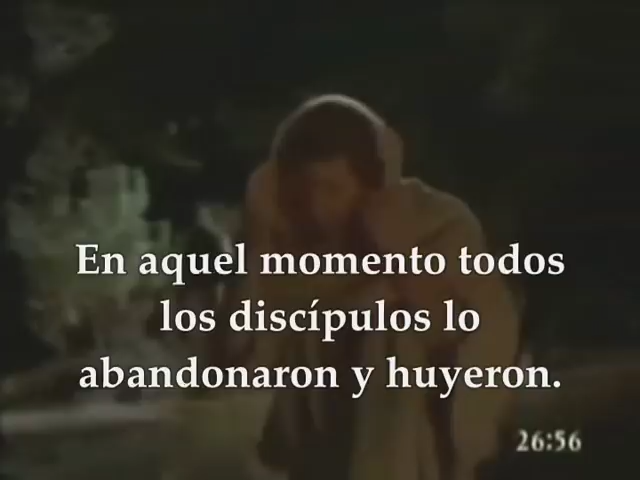 En aquel momento todos
los discípulos lo
abandonaron y huyeron.
26:56